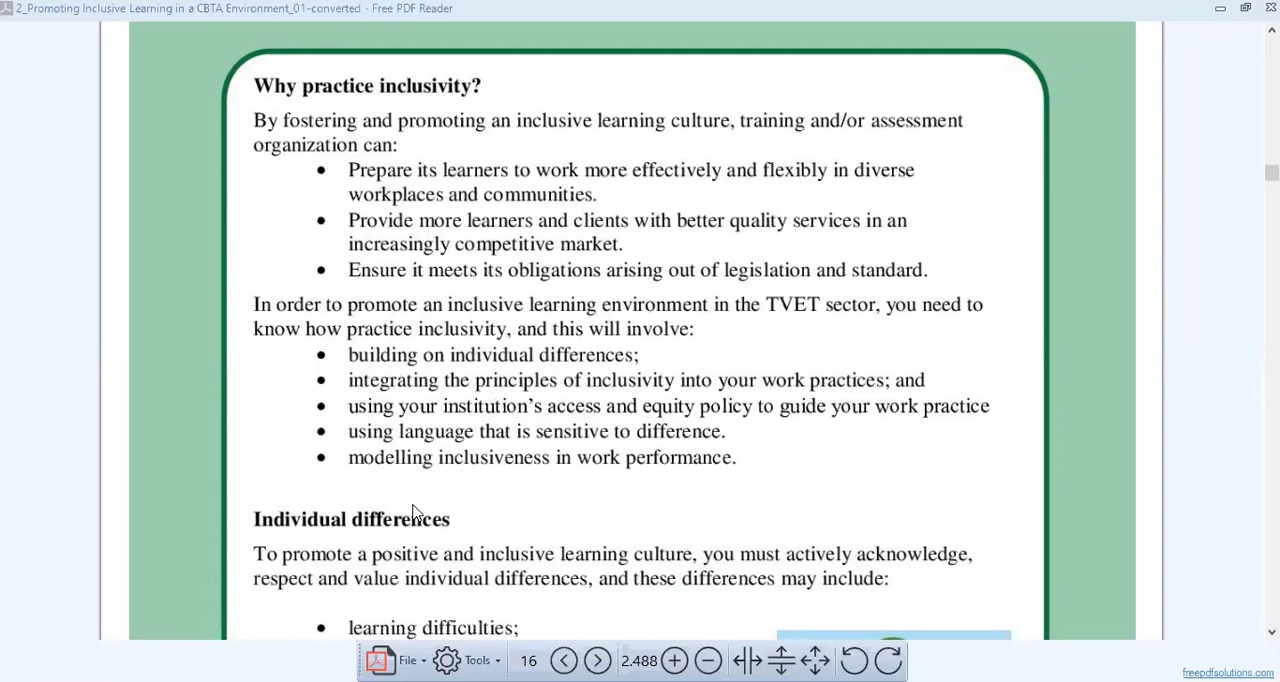 2_Promoting Inclusive Learning in a CBTA Environment_01-converted - Free PDF Reader
Why practice inclusivity?
By fostering and promoting an inclusive learning culture, training and/or assessment
organization can:
• Prepare its learners to work more effectively and flexibly in diverse
workplaces and communities.
• Provide more learners and clients with better quality services in an
increasingly competitive market.
• Ensure it meets its obligations arising out of legislation and standard.
In order to promote an inclusive learning environment in the TVET sector, you need to
know how practice inclusivity, and this will involve:
• building on individual differences;
• integrating the principles of inclusivity into your work practices; and
• using your institution’s access and equity policy to guide your work practice
• using language that is sensitive to difference.
• modelling inclusiveness in work performance.
Individual differences
To promote a positive and inclusive learning culture, you must actively acknowledge,
respect and value individual differences, and these differences may include:
• learning difficulties;
File Tools 16 2.488
freepdfsolutions.com